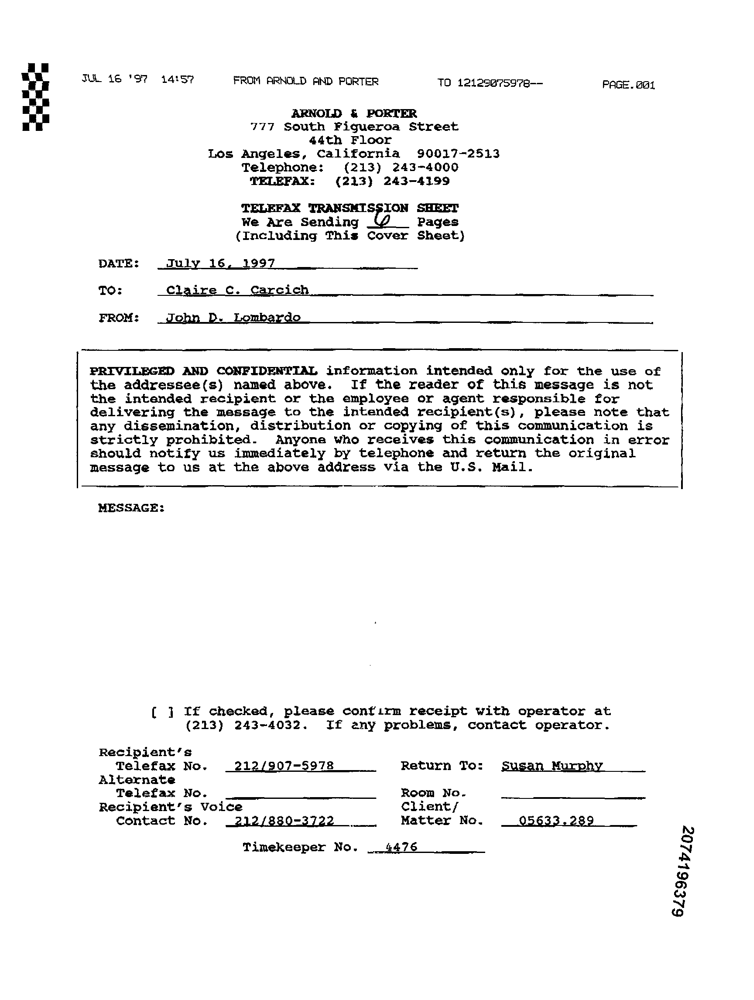 JUL 16 '97 14:57 FROM ARNOLD AND PORTER TO 12129075978-- PAGE.001
ARNOLD & PORTER
777 South Figueroa Street
44th Floor
Los Angeles, California 90017-2513
Telephone: (213) 243-4000
TELEFAX: (213) 243-4199
TELEFAX TRANSMISSION SHEET
We Are Sending 6 Pages
(Including This Cover Sheet)
DATE: July 16, 1997
TO: Claire C. Carcich
FROM: John D. Lombardo
PRIVILEGED AND CONFIDENTIAL information intended only for the use of
the addressee(s) named above. If the reader of this message is not
the intended recipient or the employee or agent responsible for
delivering the message to the intended recipient(s), please note that
any dissemination, distribution or copying of this communication is
strictly prohibited. Anyone who receives this communication in error
should notify us immediately by telephone and return the original
message to us at the above address via the U.S. Mail.
MESSAGE:
[ ] If checked, please confirm receipt with operator at
(213) 243-4032. If any problems, contact operator.
Recipient's
Telefax No. 212/907-5978 Return To: Susan Murphy
Alternate
Telefax No. Room No.
Recipient's Voice Client/
Contact No. 212/880-3722 Matter No. 05633.289
Timekeeper No. 4476
2074196379